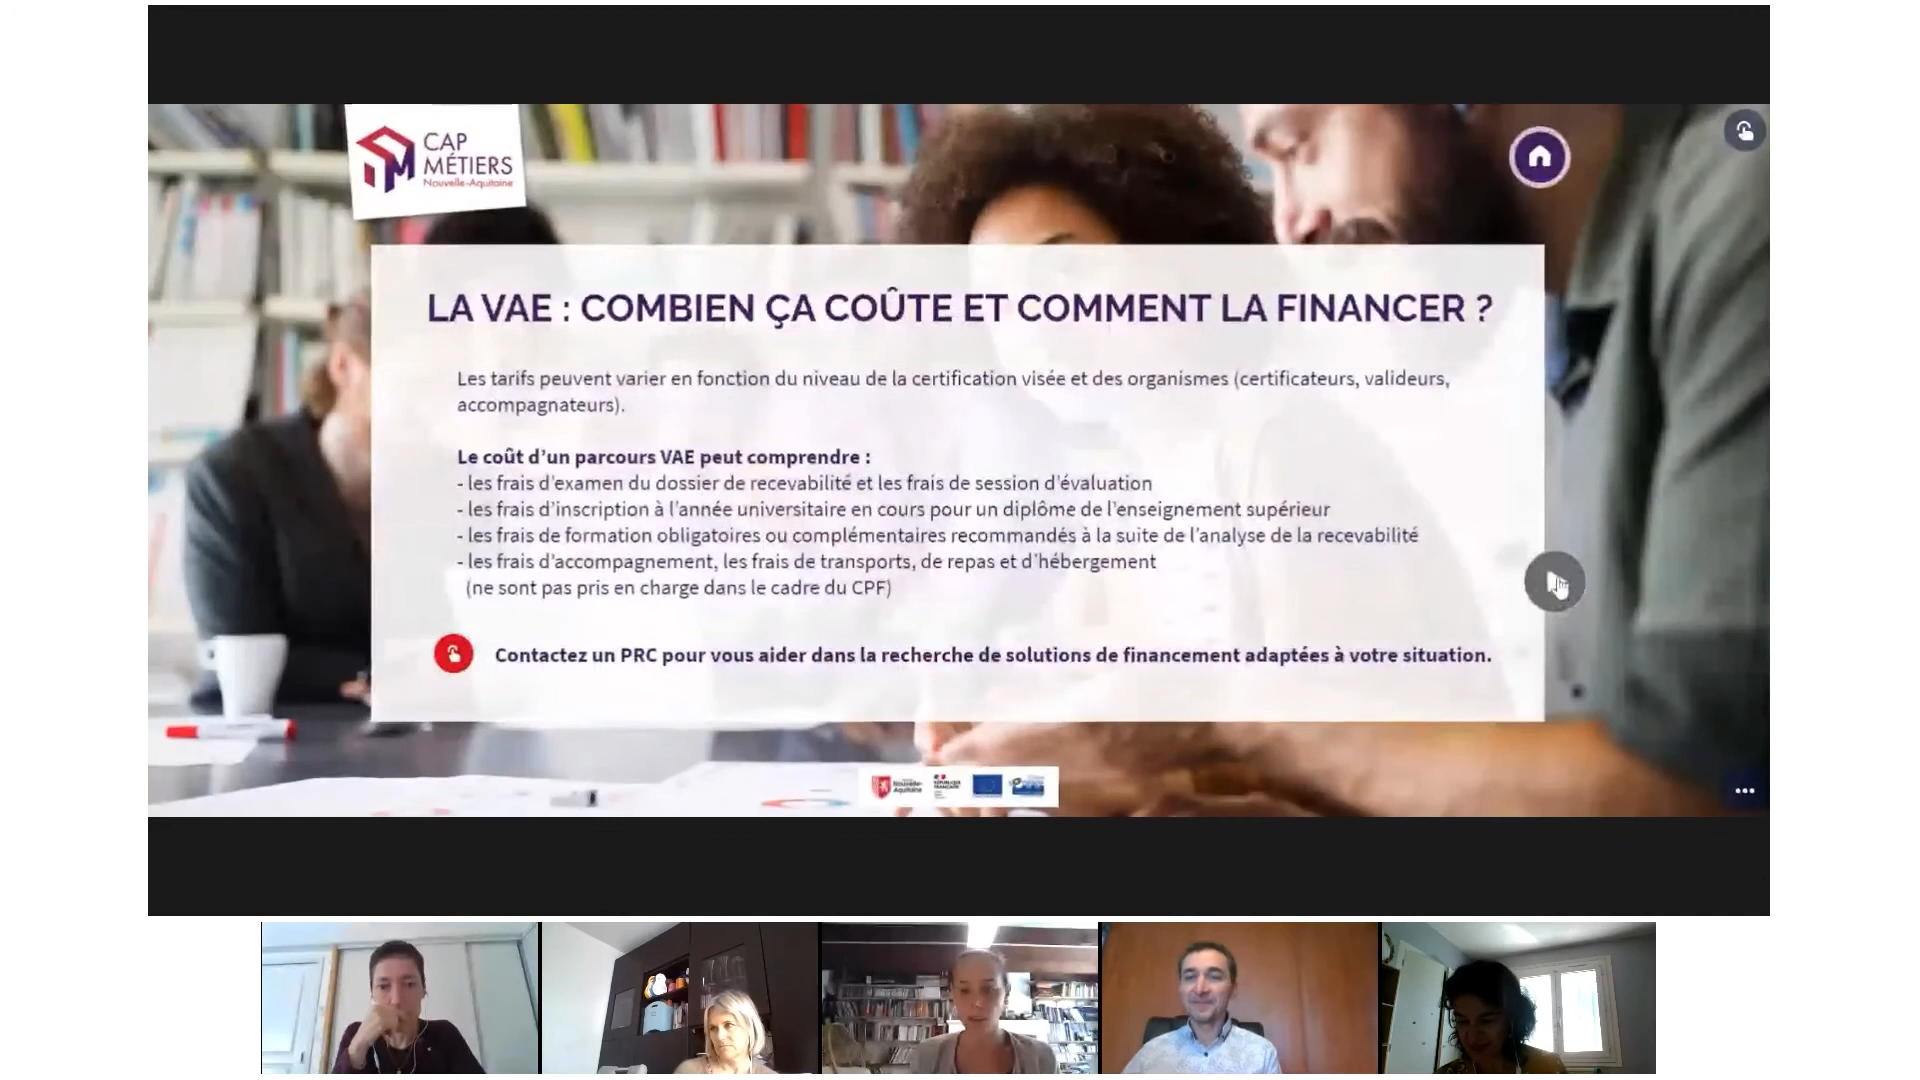 CAP
MÉTIERS
Nouvelle-Aquitaine
LA VAE : COMBIEN ÇA COÛTE ET COMMENT LA FINANCER ?
Les tarifs peuvent varier en fonction du niveau de la certification visée et des organismes (certificateurs, valideurs,
accompagnateurs).
Le coût d'un parcours VAE peut comprendre :
- les frais d'examen du dossier de recevabilité et les frais de session d'évaluation
- les frais d'inscription à l'année universitaire en cours pour un diplôme de l'enseignement supérieur
- les frais de formation obligatoires ou complémentaires recommandés à la suite de l'analyse de la recevabilité
- les frais d'accompagnement, les frais de transports, de repas et d'hébergement
(ne sont pas pris en charge dans le cadre du CPF)
Contactez un PRC pour vous aider dans la recherche de solutions de financement adaptées à votre situation.
Nouvelle-
Aquitaine
RÉPUBLIQUE
FRANÇAISE